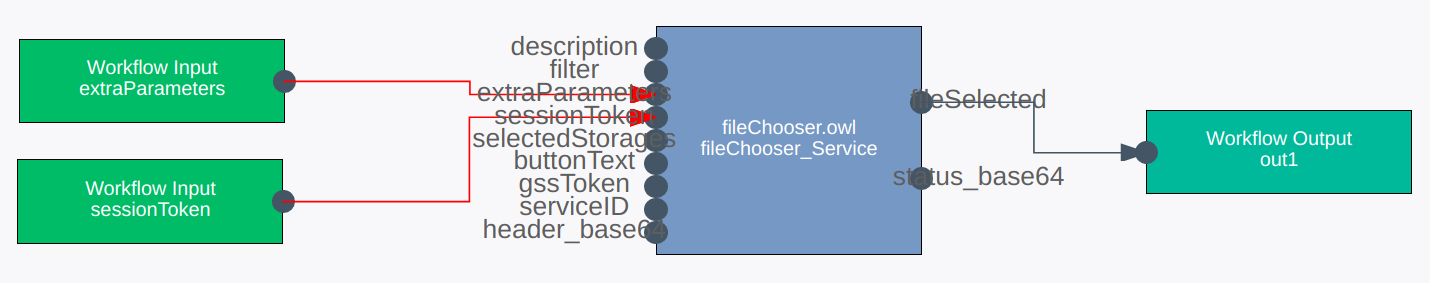 Workflow Input
extraParameters
Workflow Input
sessionToken
description
filter
extraParameters
sessionToken
selectedStorages
buttonText
gssToken
serviceID
header_base64
fileChooser.owl
fileChooser_Service
fileSelected
status_base64
Workflow Output
out1